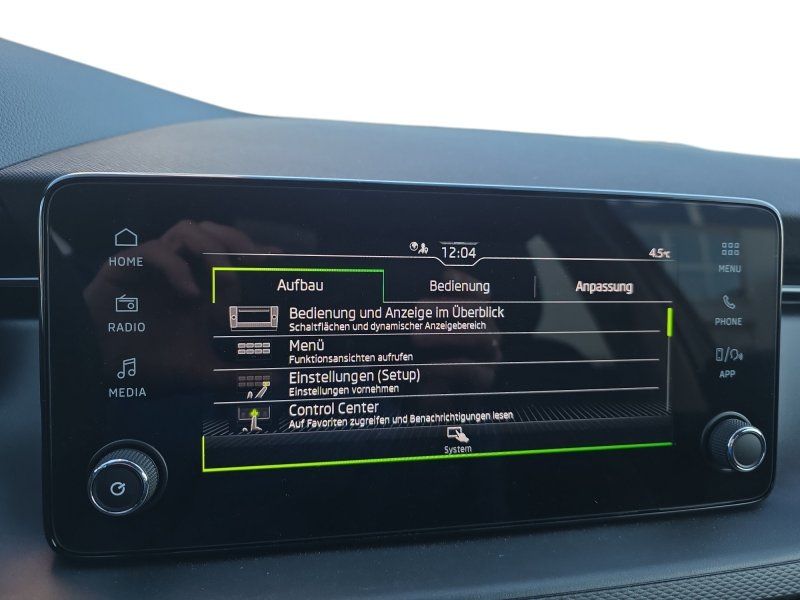 12:04
4.5°C
HOME
MENU
Aufbau
Bedienung
Anpassung
RADIO
Bedienung und Anzeige im Überblick
Schaltflächen und dynamischer Anzeigebereich
PHONE
Menü
Funktionsansichten aufrufen
MEDIA
Einstellungen (Setup)
Einstellungen vornehmen
APP
Control Center
Auf Favoriten zugreifen und Benachrichtigungen lesen
System